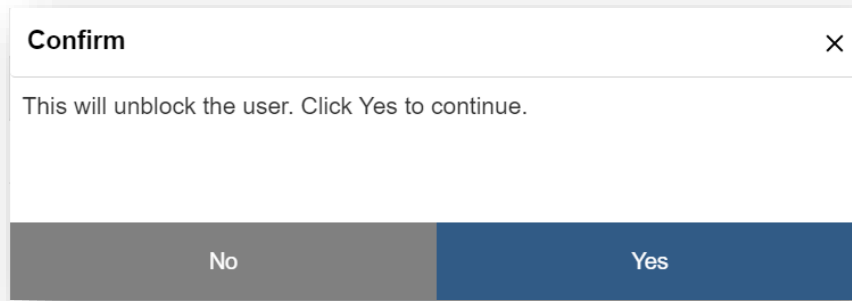 Confirm
This will unblock the user. Click Yes to continue.
No Yes